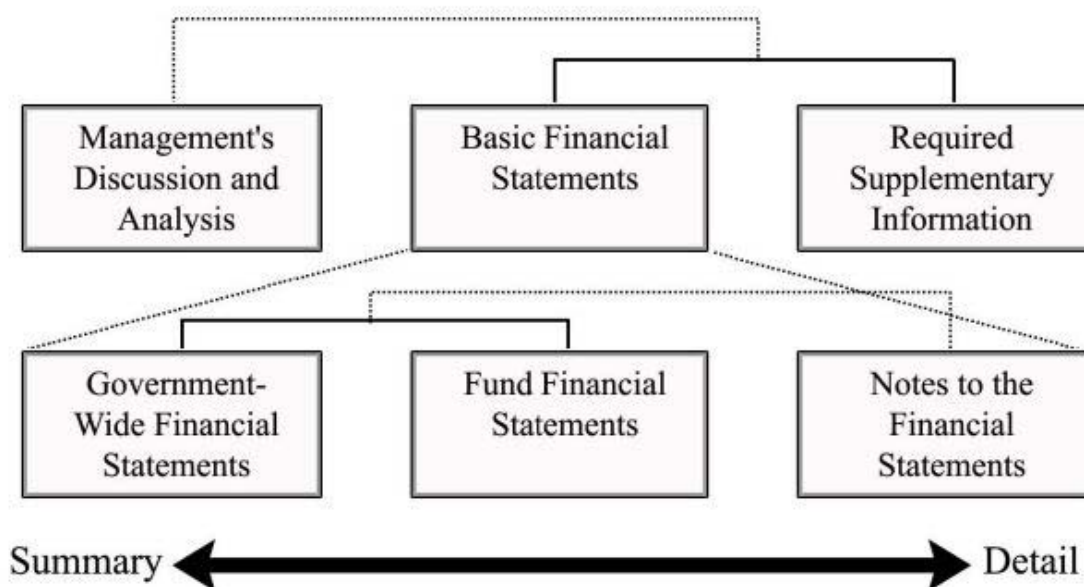 Management's
Discussion and
Analysis
Basic Financial
Statements
Required
Supplementary
Information
Government-
Wide Financial
Statements
Fund Financial
Statements
Notes to the
Financial
Statements
Summary
Detail